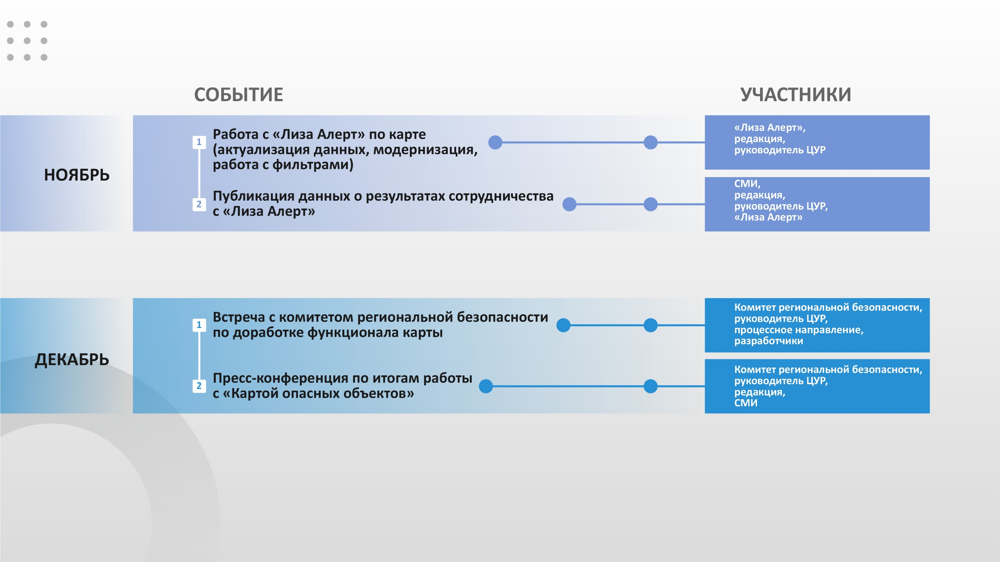 СОБЫТИЕ
УЧАСТНИКИ
НОЯБРЬ
1
Работа с «Лиза Алерт» по карте
(актуализация данных, модернизация,
работа с фильтрами)
«Лиза Алерт»,
редакция,
руководитель ЦУР
2
Публикация данных о результатах сотрудничества
с «Лиза Алерт»
СМИ,
редакция,
руководитель ЦУР,
«Лиза Алерт»
ДЕКАБРЬ
1
Встреча с комитетом региональной безопасности
по доработке функционала карты
Комитет региональной безопасности,
руководитель ЦУР,
процессное направление,
разработчики
2
Пресс-конференция по итогам работы
с «Картой опасных объектов»
Комитет региональной безопасности,
руководитель ЦУР,
редакция,
СМИ